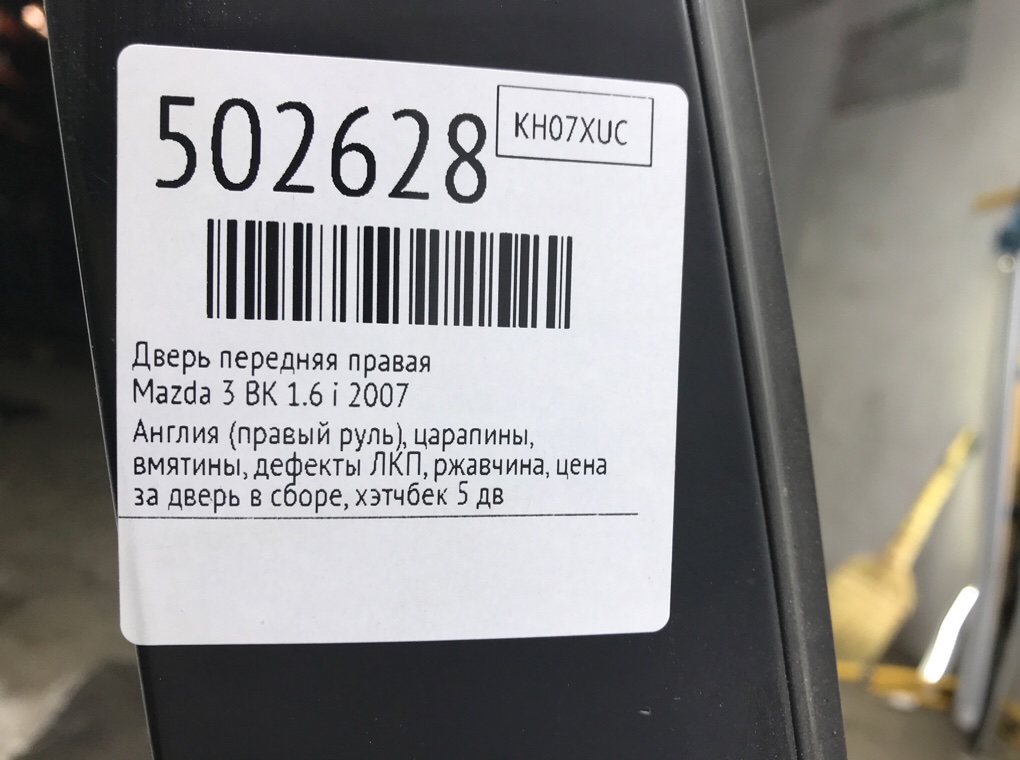 502628
KH07XUC
Дверь передняя правая
Mazda 3 BK 1.6 i 2007
Англия (правый руль), царапины,
вмятины, дефекты ЛКП, ржавчина, цена
за дверь в сборе, хэтчбек 5 дв